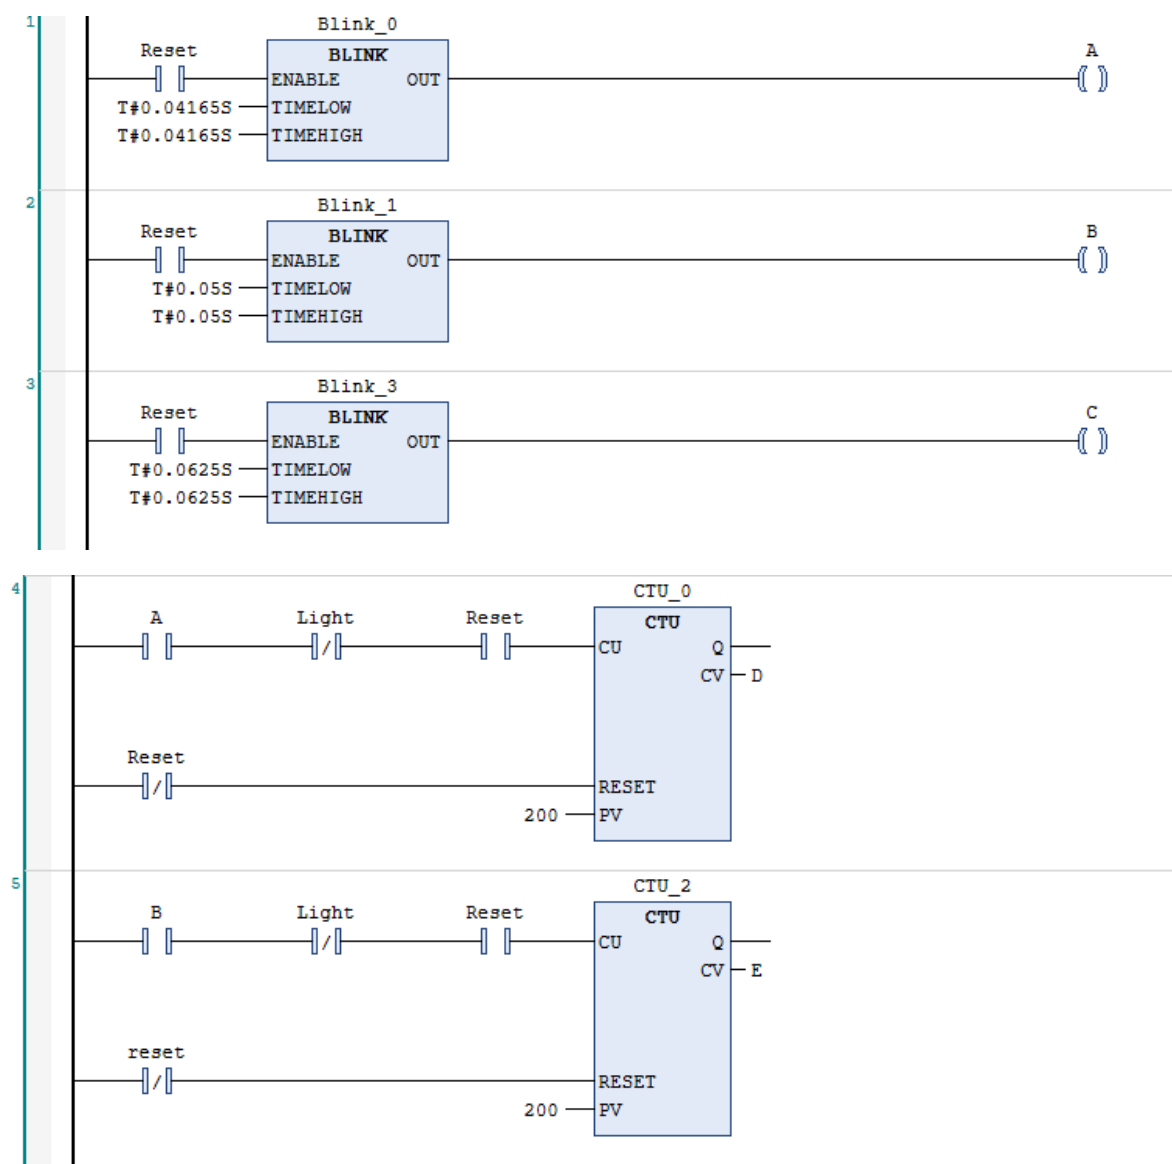 1
Blink_0
Reset BLINK A
ENABLE OUT
T#0.04165S TIMELOW
T#0.04165S TIMEHIGH
2
Blink_1
Reset BLINK B
ENABLE OUT
T#0.05S TIMELOW
T#0.05S TIMEHIGH
3
Blink_3
Reset BLINK C
ENABLE OUT
T#0.0625S TIMELOW
T#0.0625S TIMEHIGH
4
CTU_0
A Light Reset CTU
CU Q
CV D
Reset
RESET
200 PV
5
CTU_2
B Light Reset CTU
CU Q
CV E
reset
RESET
200 PV